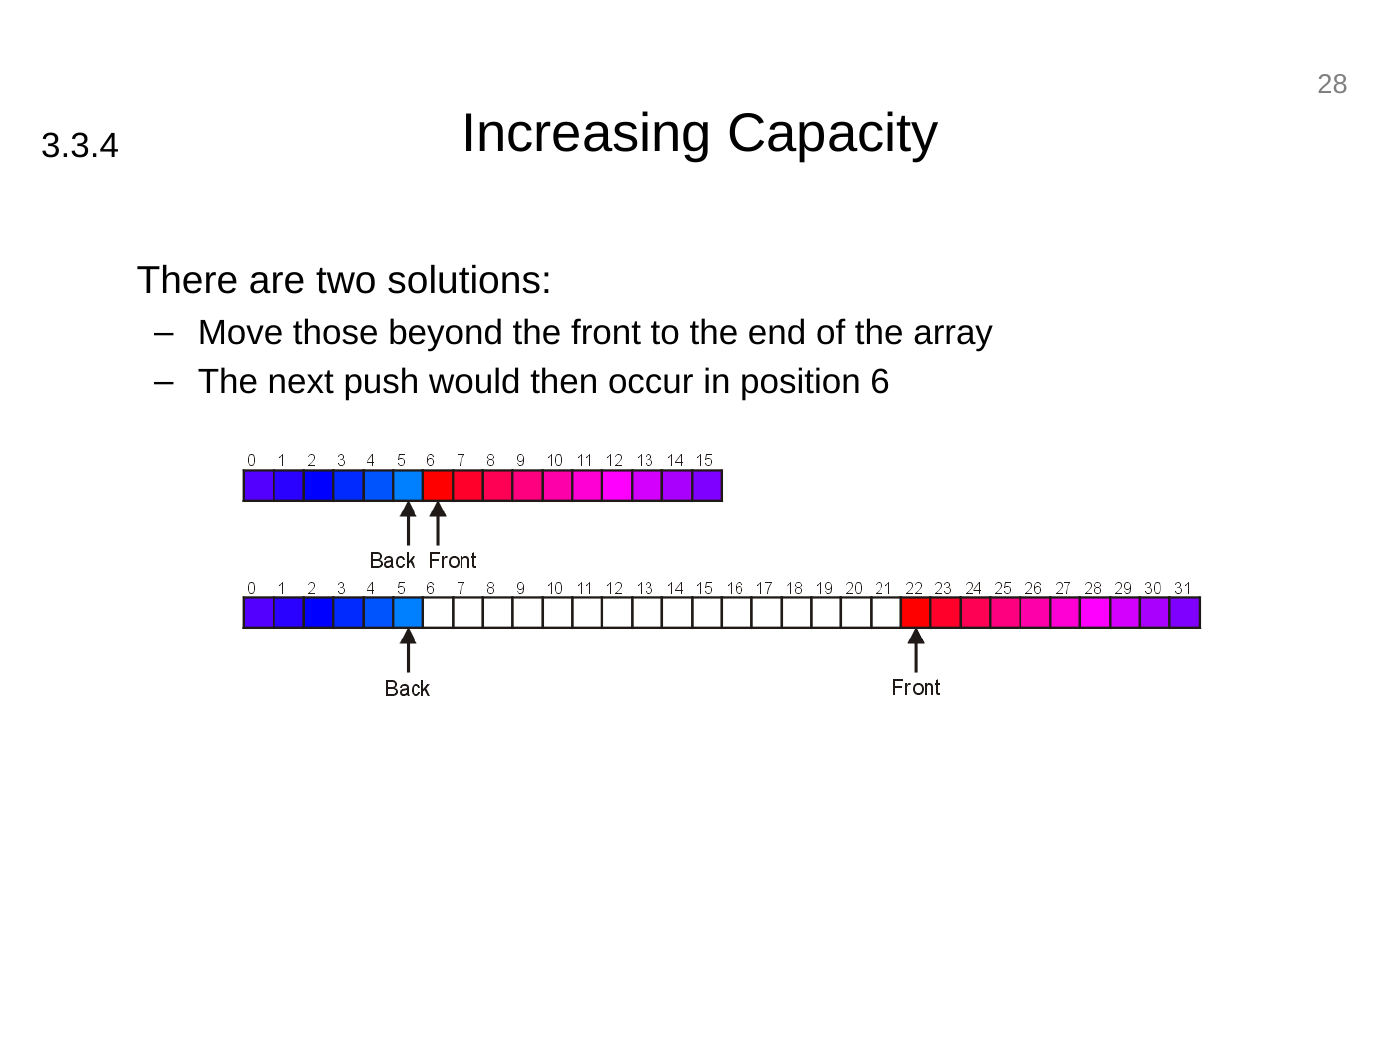 28
3.3.4
Increasing Capacity
There are two solutions:
– Move those beyond the front to the end of the array
– The next push would then occur in position 6
0 1 2 3 4 5 6 7 8 9 10 11 12 13 14 15
Back Front
0 1 2 3 4 5 6 7 8 9 10 11 12 13 14 15 16 17 18 19 20 21 22 23 24 25 26 27 28 29 30 31
Back Front